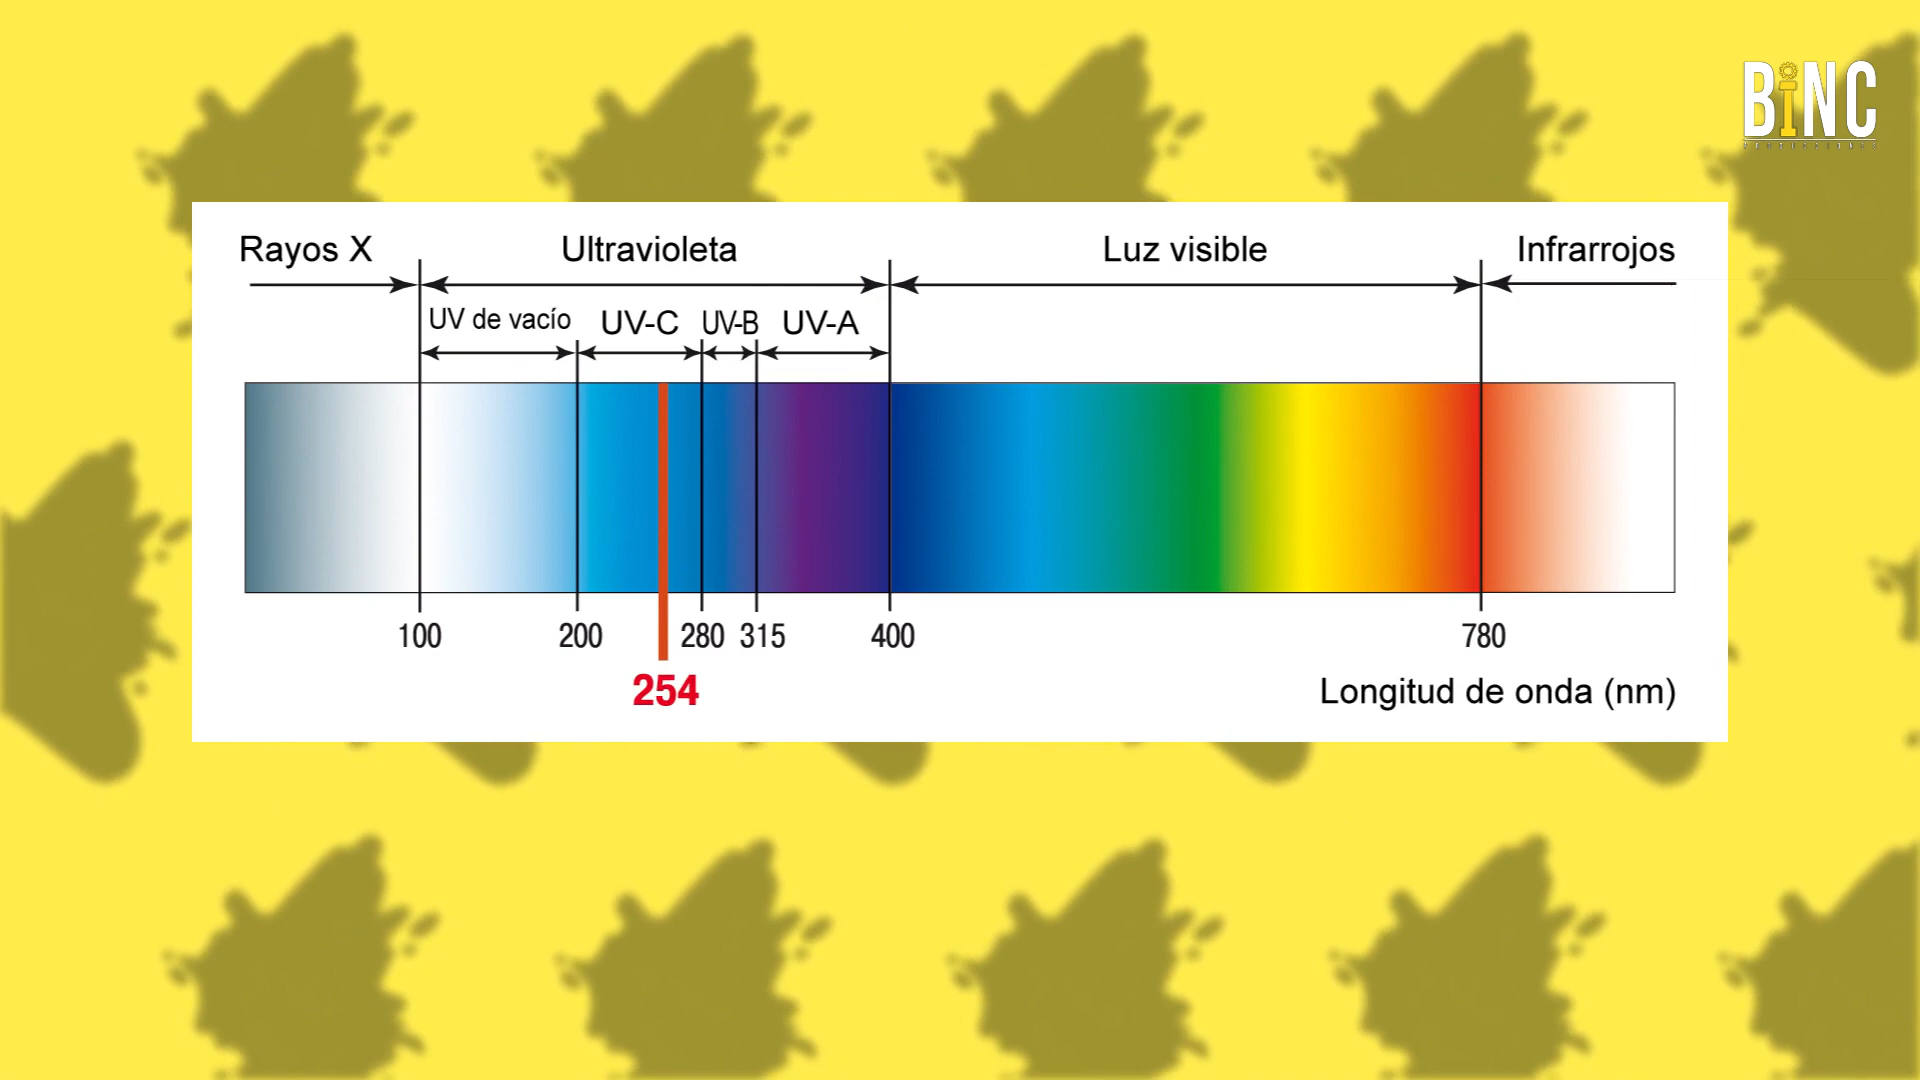 BiNC
Rayos X
Ultravioleta
Luz visible
Infrarrojos
UV de vacío
UV-C
UV-B
UV-A
100
200
280
315
400
780
254
Longitud de onda (nm)